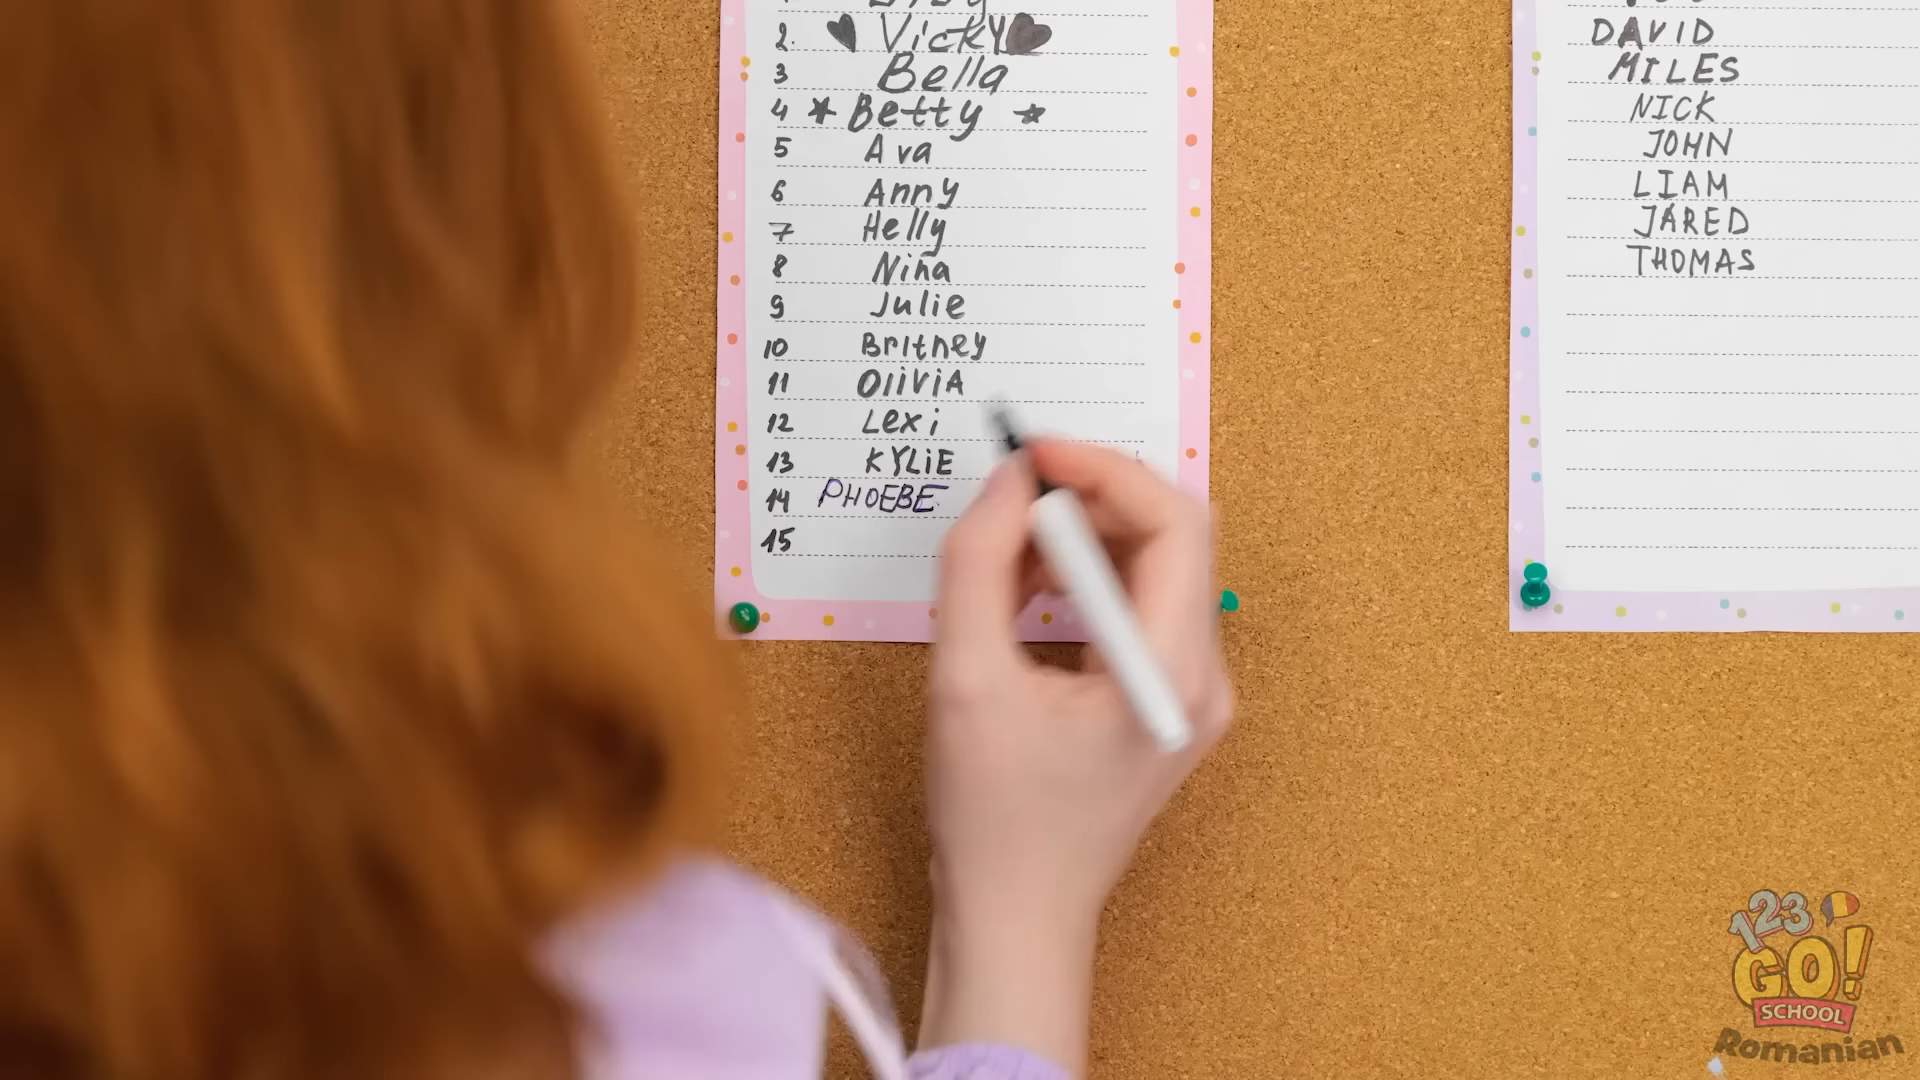 2. Vicky
3 Bella
4 * Betty *
5 Ava
6 Anny
7 Helly
8 Nina
9 Julie
10 Britney
11 OliviA
12 Lexi
13 KYLiE
14 PHOEBE
15
DAVID
MILES
NICK
JOHN
LIAM
JARED
THOMAS
123
GO!
SCHOOL
Romanian